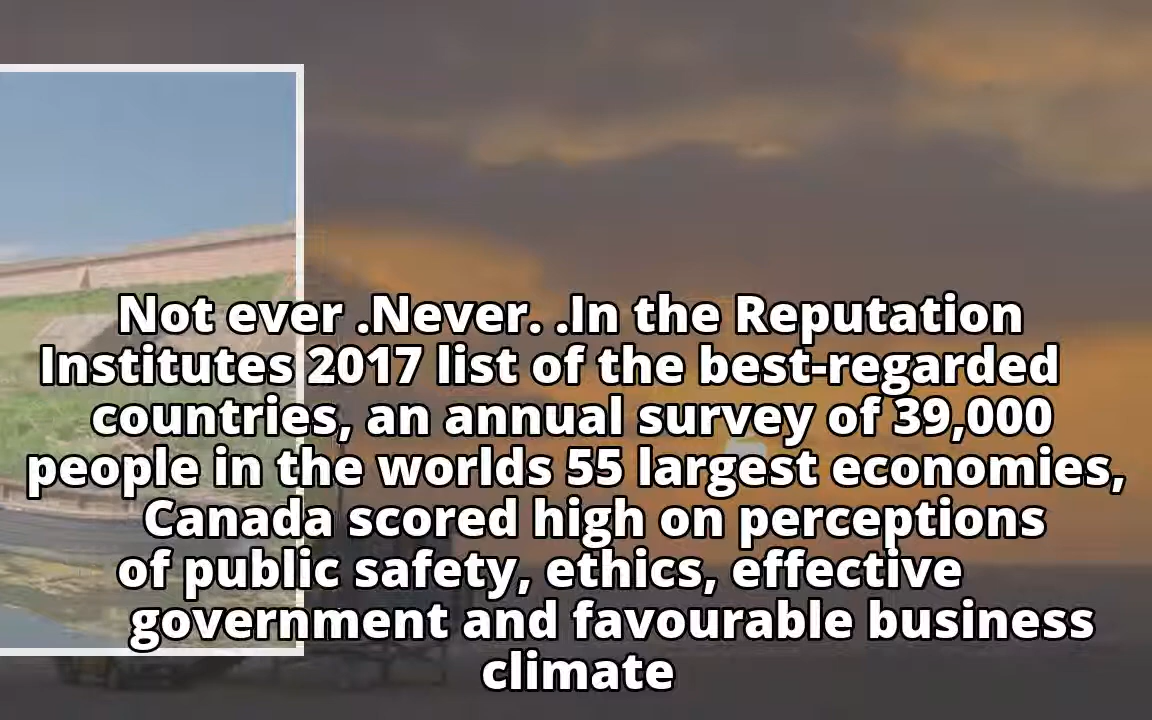 Not ever .Never. .In the Reputation
Institutes 2017 list of the best-regarded
countries, an annual survey of 39,000
people in the worlds 55 largest economies,
Canada scored high on perceptions
of public safety, ethics, effective
government and favourable business
climate